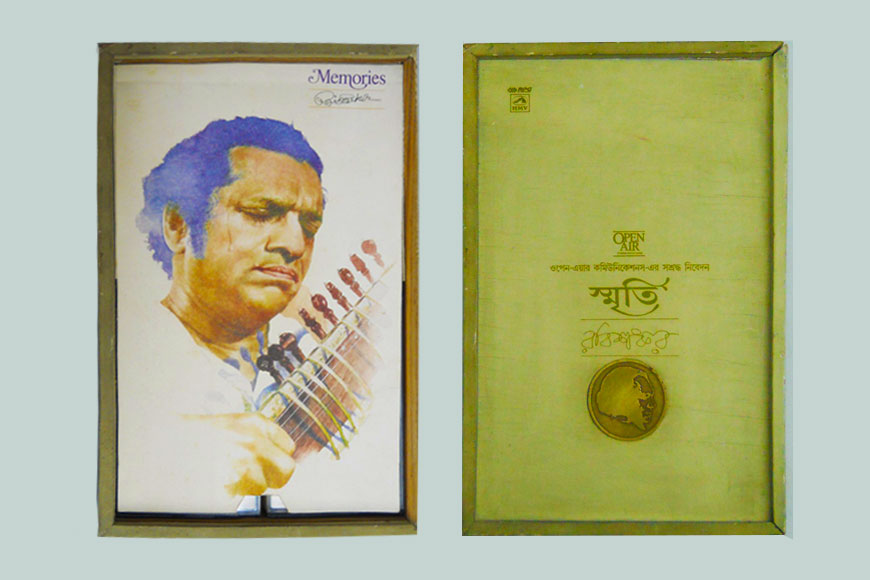 Memories
HMV
OPEN
AIR
ওপেন-এয়ার কমিউনিকেশনস-এর সশ্রদ্ধ নিবেদন
স্মৃতি
রবিশঙ্কর